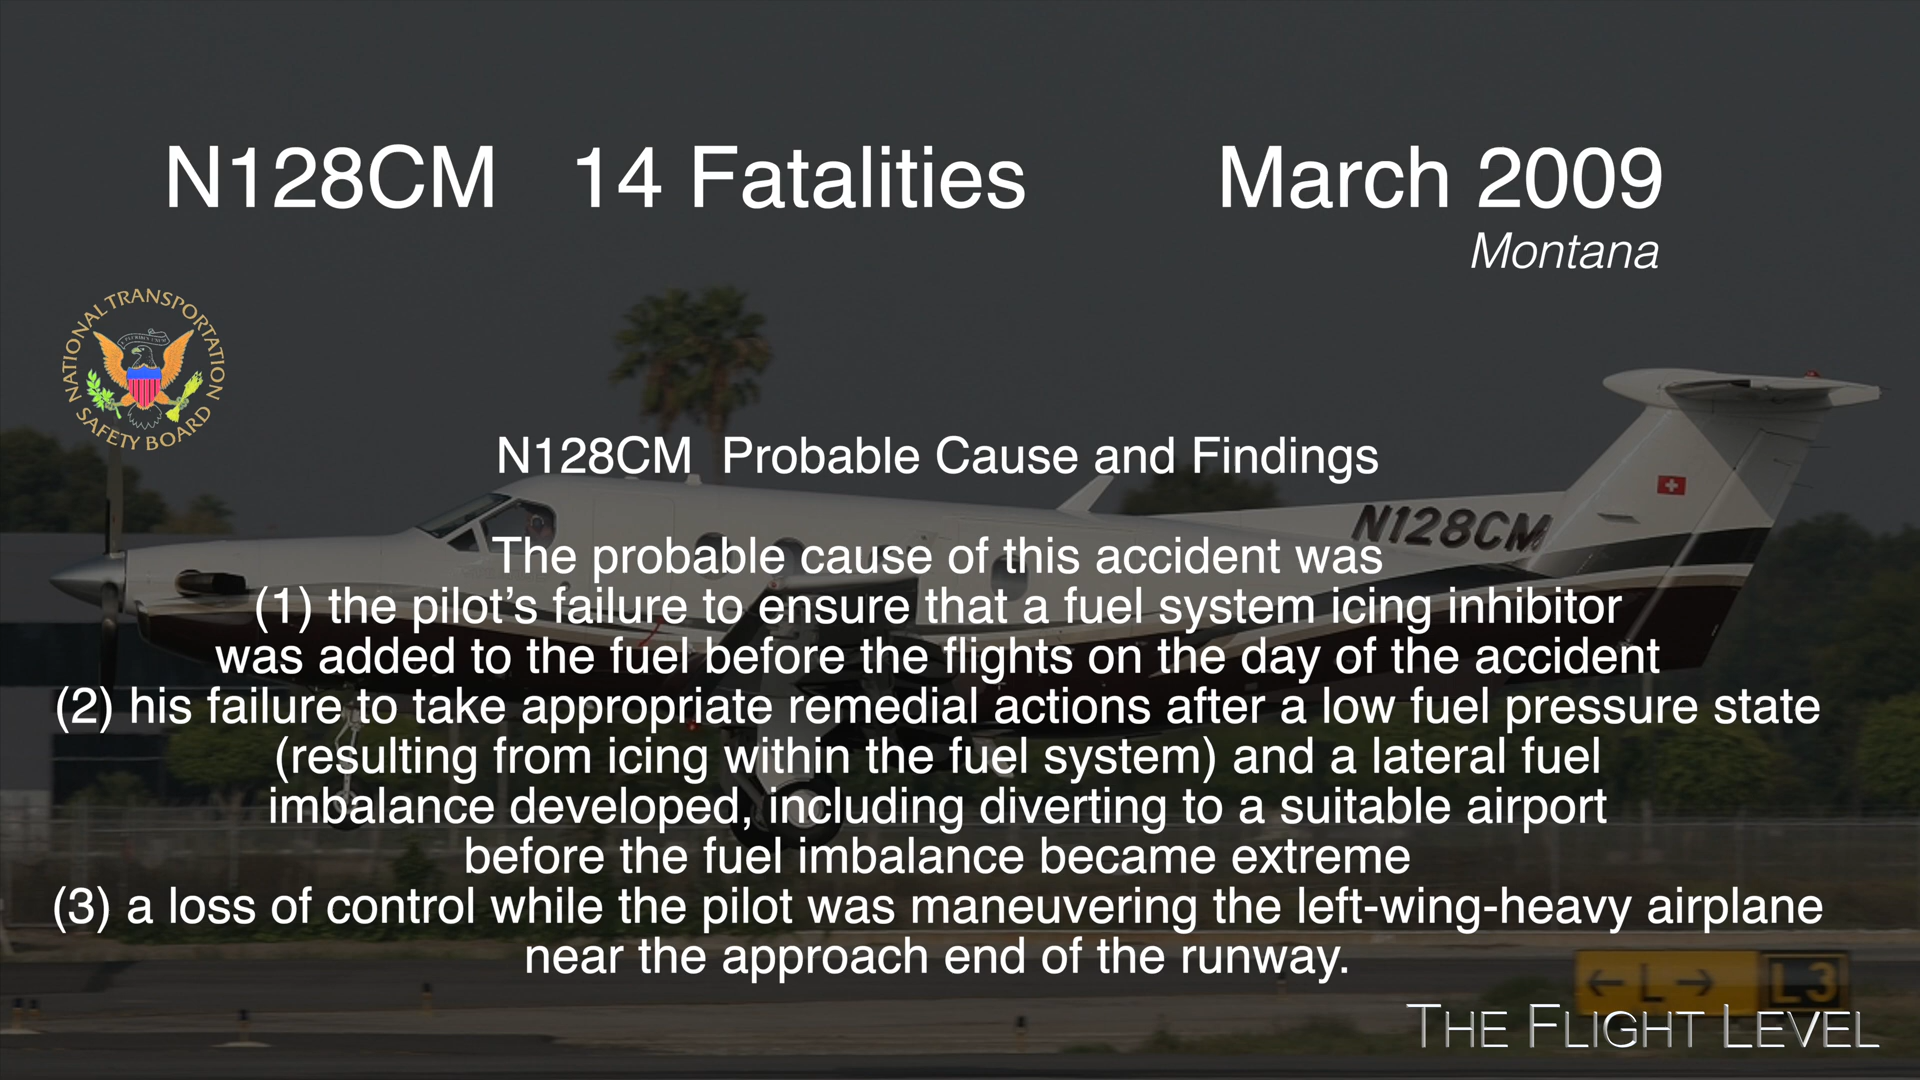 N128CM 14 Fatalities March 2009
Montana
NATIONAL TRANSPORTATION SAFETY BOARD
N128CM Probable Cause and Findings
N128CM
The probable cause of this accident was
(1) the pilot’s failure to ensure that a fuel system icing inhibitor
was added to the fuel before the flights on the day of the accident
(2) his failure to take appropriate remedial actions after a low fuel pressure state
(resulting from icing within the fuel system) and a lateral fuel
imbalance developed, including diverting to a suitable airport
before the fuel imbalance became extreme
(3) a loss of control while the pilot was maneuvering the left-wing-heavy airplane
near the approach end of the runway.
←L→ L3
THE FLIGHT LEVEL